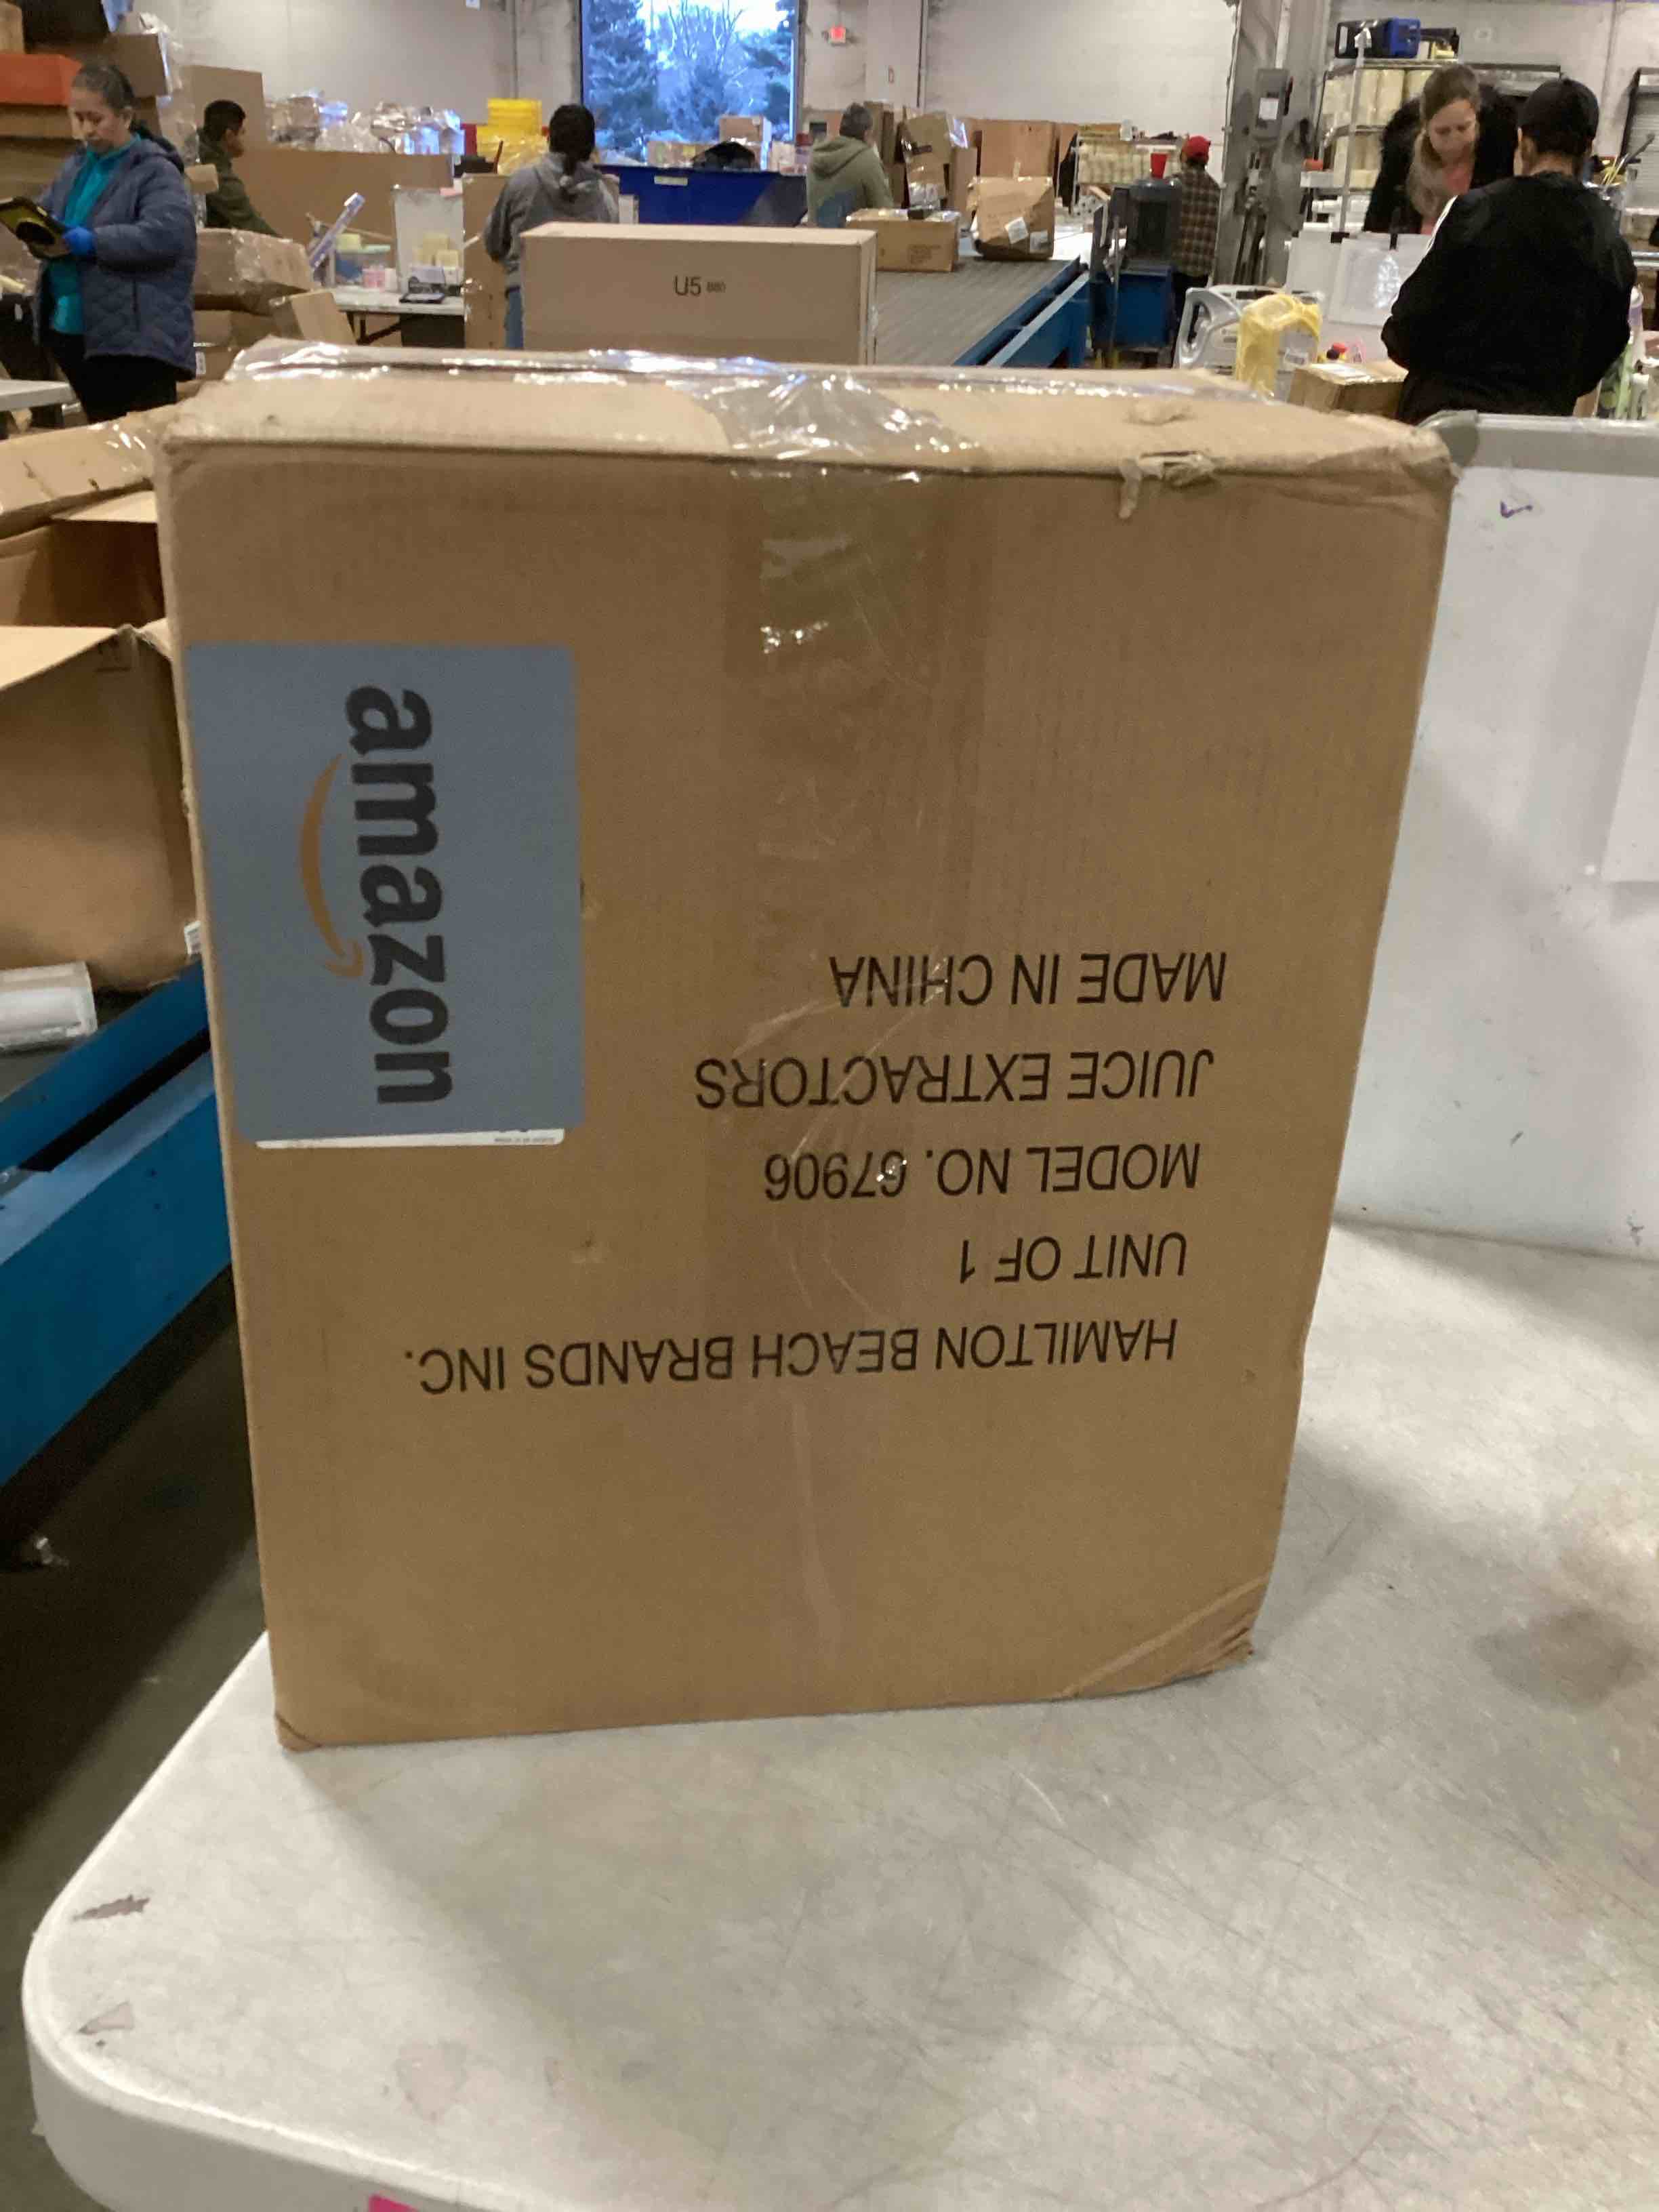 U5
amazon
HAMILTON BEACH BRANDS INC.
UNIT OF 1
MODEL NO. 67906
JUICE EXTRACTORS
MADE IN CHINA